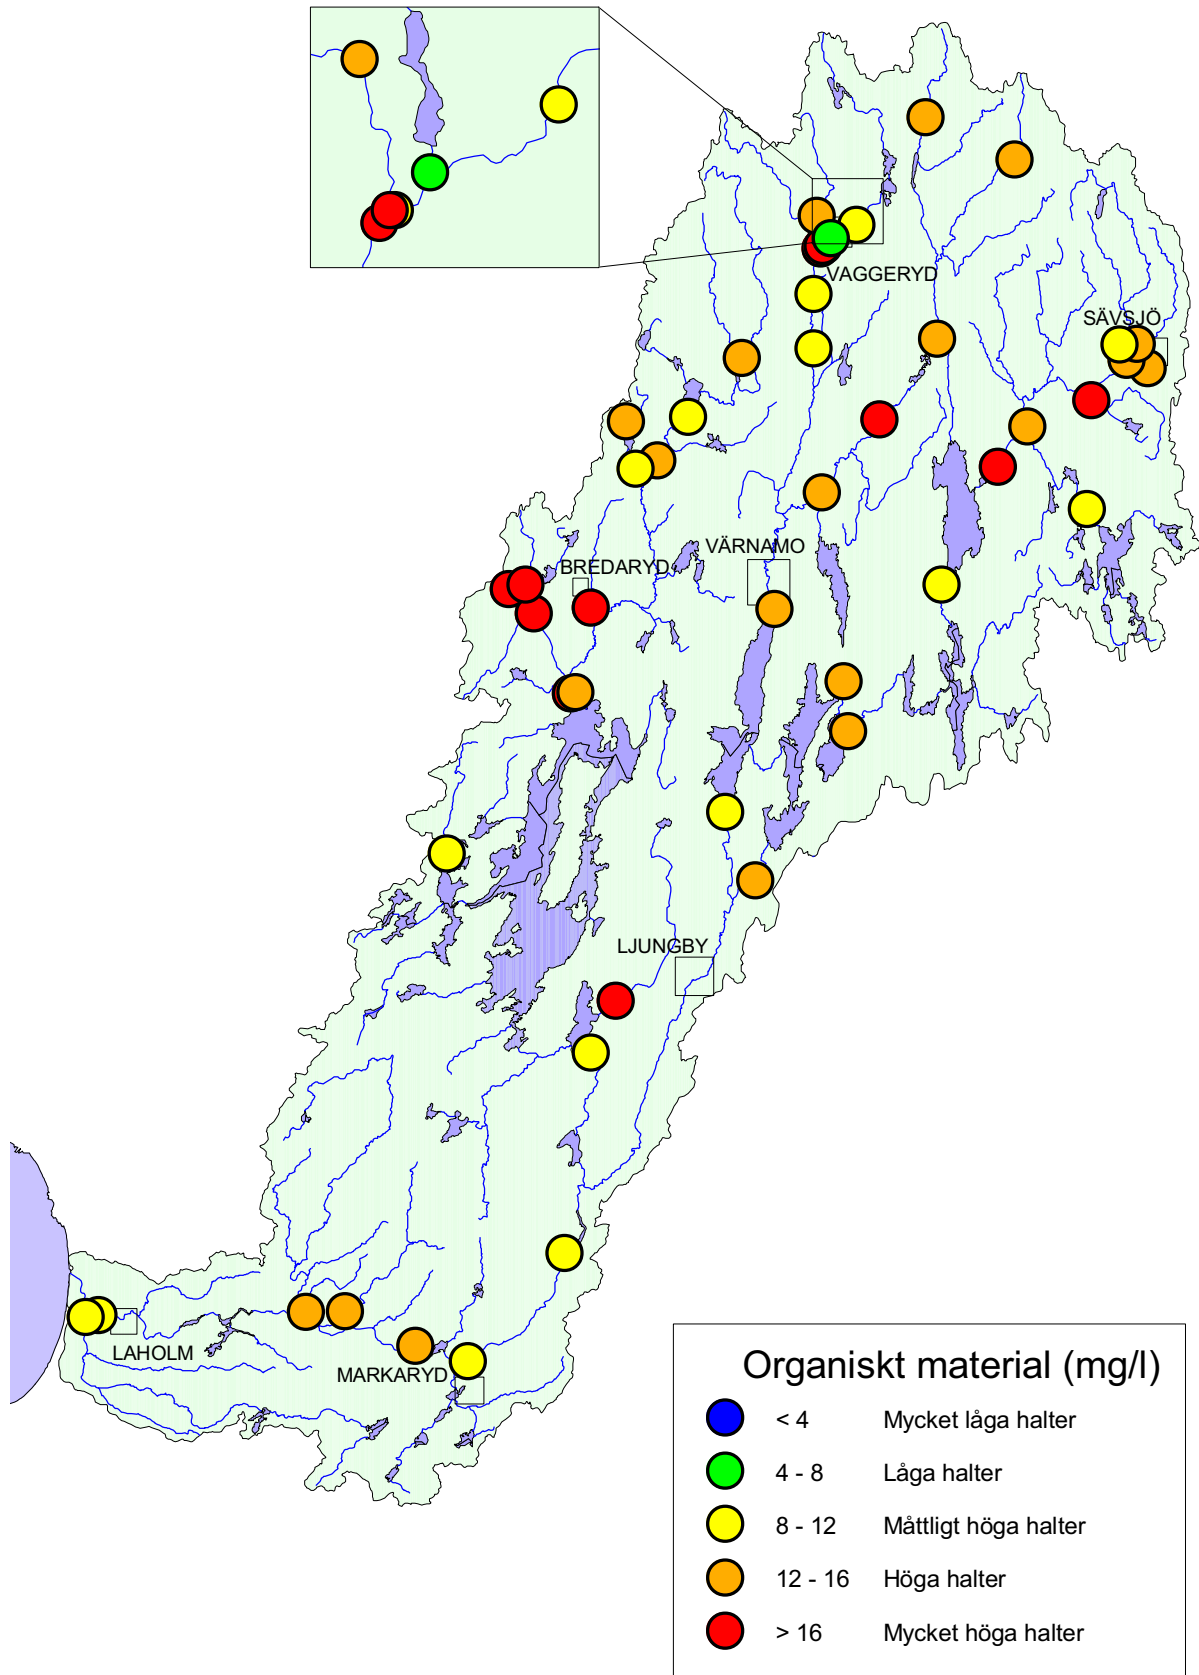 VAGGERYD
SÄVSJÖ
VÄRNAMO
BREDARYD
LJUNGBY
LAHOLM
MARKARYD
Organiskt material (mg/l)
< 4 Mycket låga halter
4 - 8 Låga halter
8 - 12 Måttligt höga halter
12 - 16 Höga halter
> 16 Mycket höga halter